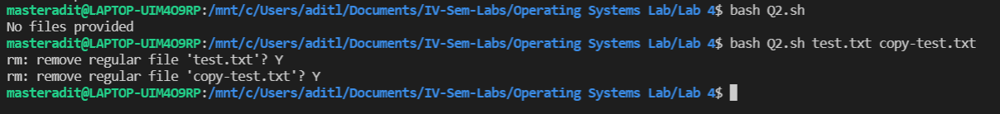 masteradit@LAPTOP-UIM4O9RP:/mnt/c/Users/aditl/Documents/IV-Sem-Labs/Operating Systems Lab/Lab 4$ bash Q2.sh
No files provided
masteradit@LAPTOP-UIM4O9RP:/mnt/c/Users/aditl/Documents/IV-Sem-Labs/Operating Systems Lab/Lab 4$ bash Q2.sh test.txt copy-test.txt
rm: remove regular file 'test.txt'? Y
rm: remove regular file 'copy-test.txt'? Y
masteradit@LAPTOP-UIM4O9RP:/mnt/c/Users/aditl/Documents/IV-Sem-Labs/Operating Systems Lab/Lab 4$